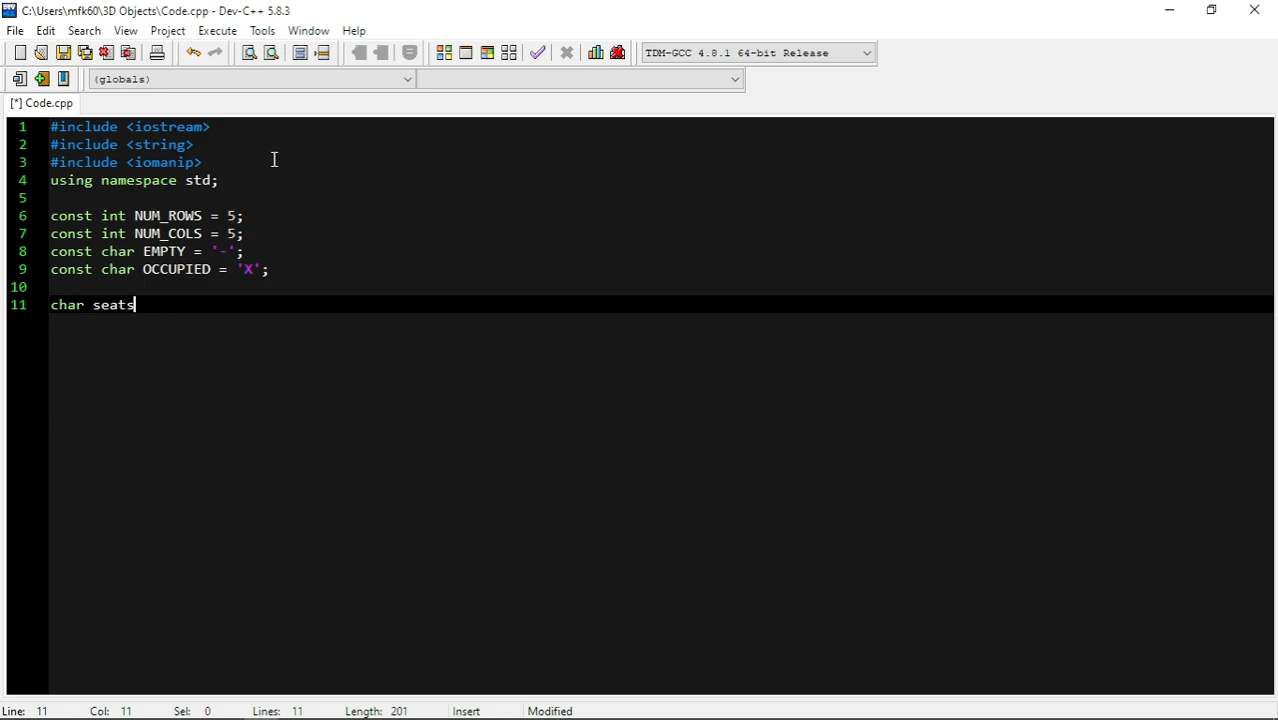 C:\Users\mfk60\3D Objects\Code.cpp - Dev-C++ 5.8.3
File Edit Search View Project Execute Tools Window Help
TDM-GCC 4.8.1 64-bit Release
(globals)
[*] Code.cpp
1 #include <iostream>
2 #include <string>
3 #include <iomanip>
4 using namespace std;
5
6 const int NUM_ROWS = 5;
7 const int NUM_COLS = 5;
8 const char EMPTY = '-';
9 const char OCCUPIED = 'X';
10
11 char seats
Line: 11 Col: 11 Sel: 0 Lines: 11 Length: 201 Insert Modified